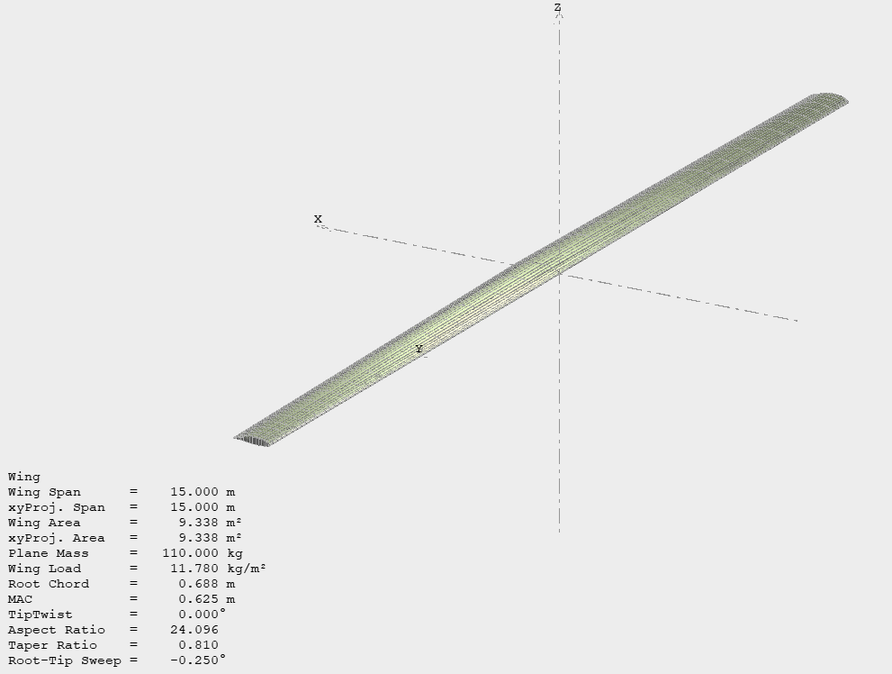 Z
X
Y
Wing
Wing Span = 15.000 m
xyProj. Span = 15.000 m
Wing Area = 9.338 m²
xyProj. Area = 9.338 m²
Plane Mass = 110.000 kg
Wing Load = 11.780 kg/m²
Root Chord = 0.688 m
MAC = 0.625 m
TipTwist = 0.000°
Aspect Ratio = 24.096
Taper Ratio = 0.810
Root-Tip Sweep = -0.250°